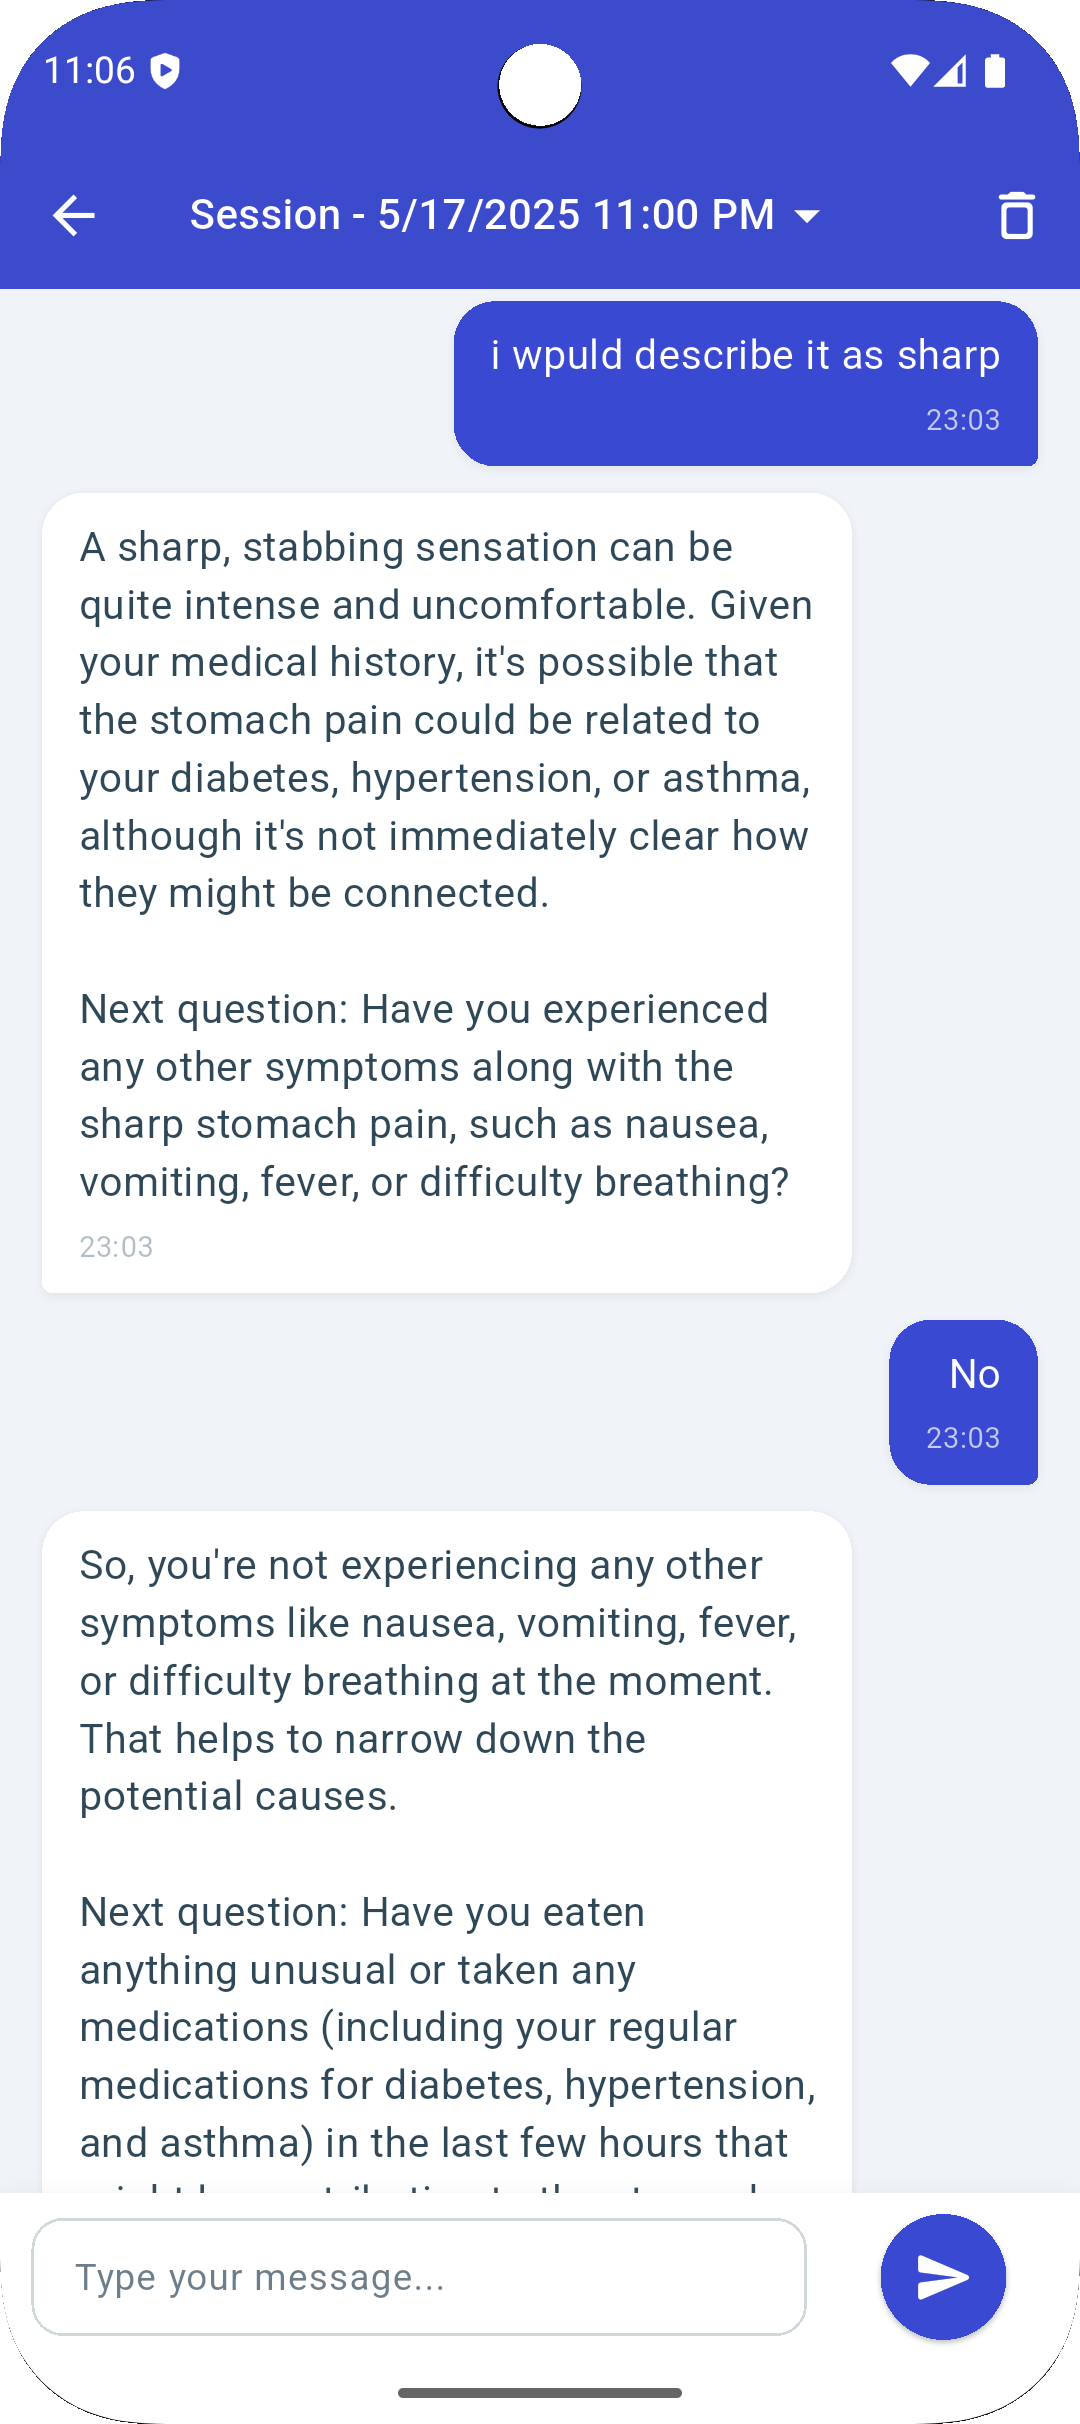 11:06
Session - 5/17/2025 11:00 PM
i wpuld describe it as sharp
23:03
A sharp, stabbing sensation can be
quite intense and uncomfortable. Given
your medical history, it's possible that
the stomach pain could be related to
your diabetes, hypertension, or asthma,
although it's not immediately clear how
they might be connected.
Next question: Have you experienced
any other symptoms along with the
sharp stomach pain, such as nausea,
vomiting, fever, or difficulty breathing?
23:03
No
23:03
So, you're not experiencing any other
symptoms like nausea, vomiting, fever,
or difficulty breathing at the moment.
That helps to narrow down the
potential causes.
Next question: Have you eaten
anything unusual or taken any
medications (including your regular
medications for diabetes, hypertension,
and asthma) in the last few hours that
Type your message...